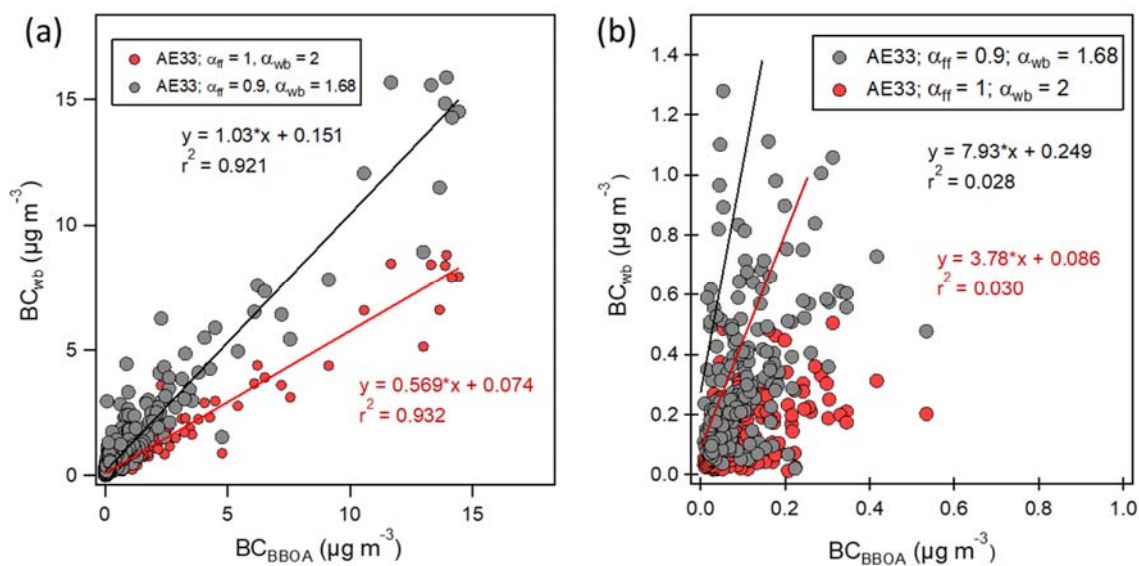 (a)
AE33; αff = 1, αwb = 2
AE33; αff = 0.9, αwb = 1.68
y = 1.03*x + 0.151
r² = 0.921
y = 0.569*x + 0.074
r² = 0.932
15
10
5
0
BCwb (µg m⁻³)
0
5
10
15
BCBBOA (µg m⁻³)
(b)
AE33; αff = 0.9; αwb = 1.68
AE33; αff = 1; αwb = 2
y = 7.93*x + 0.249
r² = 0.028
y = 3.78*x + 0.086
r² = 0.030
1.4
1.2
1.0
0.8
0.6
0.4
0.2
0.0
BCwb (µg m⁻³)
0.0
0.2
0.4
0.6
0.8
1.0
BCBBOA (µg m⁻³)